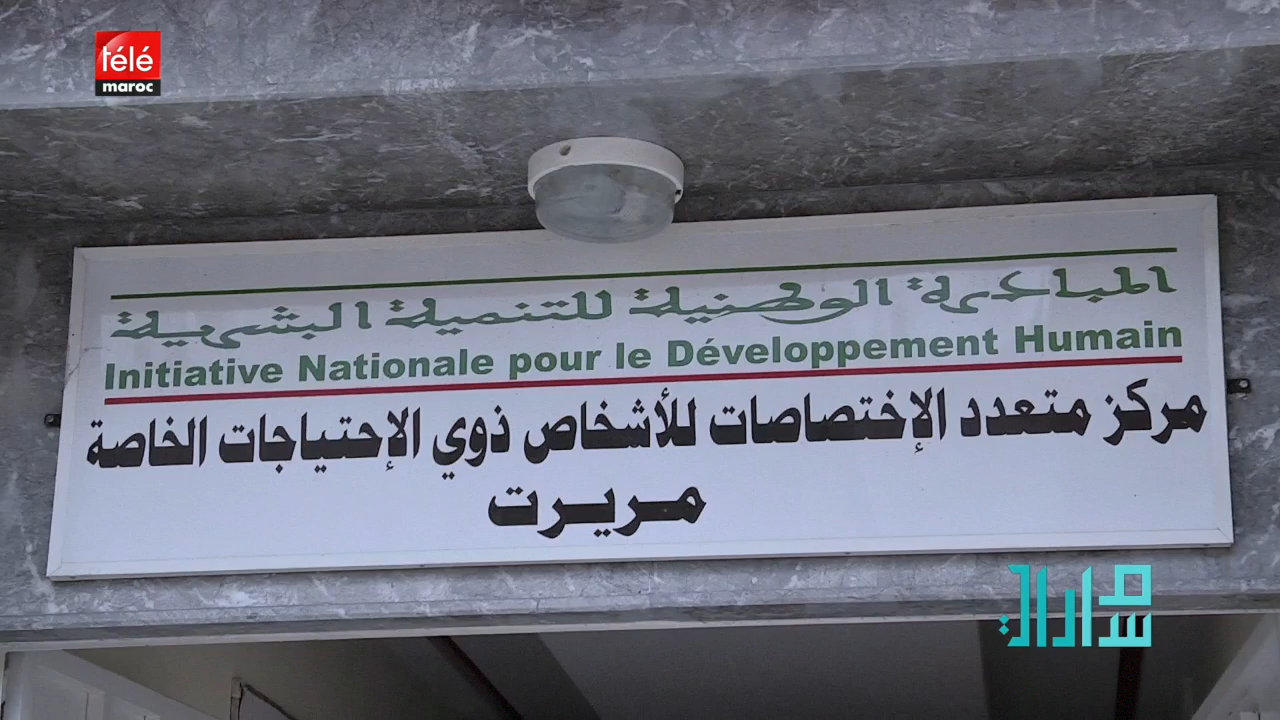 télé
maroc
المبادرة الوطنية للتنمية البشرية
Initiative Nationale pour le Développement Humain
مركز متعدد الإختصاصات للأشخاص ذوي الإحتياجات الخاصة
مريرت
مسارات